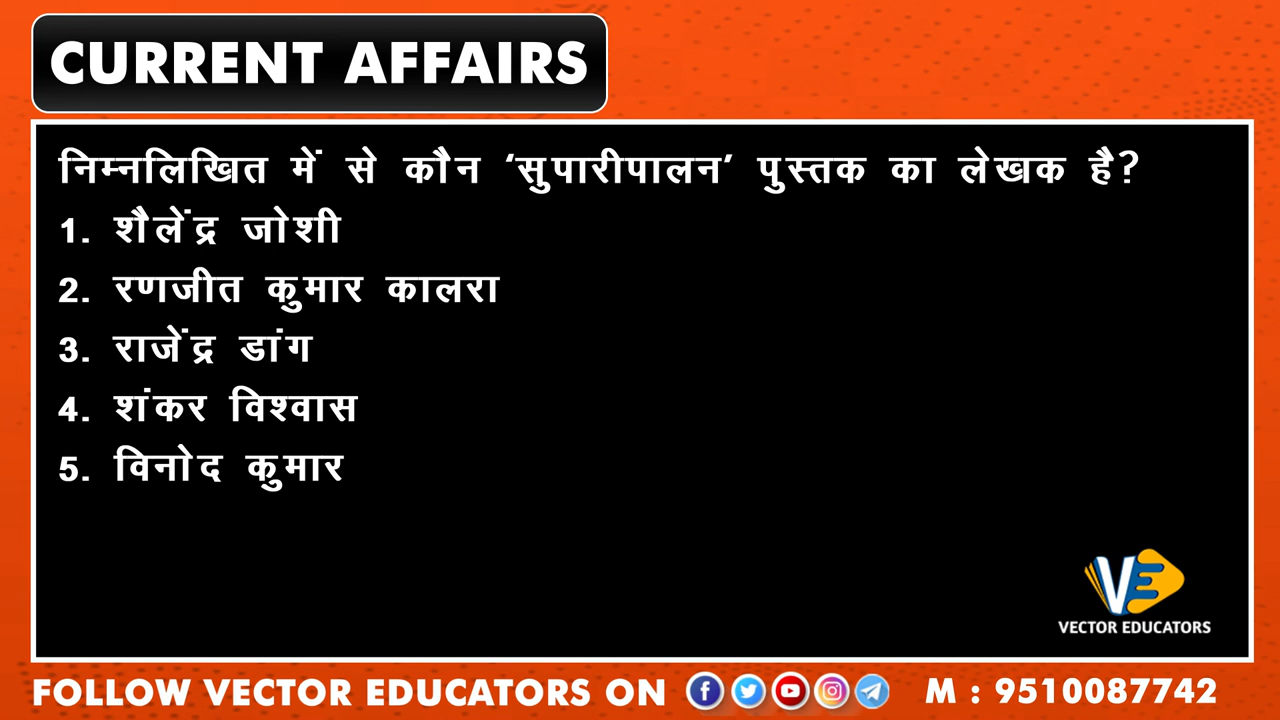 CURRENT AFFAIRS
निम्नलिखित में से कौन ‘सुपारीपालन’ पुस्तक का लेखक है?
1. शैलेंद्र जोशी
2. रणजीत कुमार कालरा
3. राजेंद्र डांग
4. शंकर विश्वास
5. विनोद कुमार
VE
VECTOR EDUCATORS
FOLLOW VECTOR EDUCATORS ON M : 9510087742